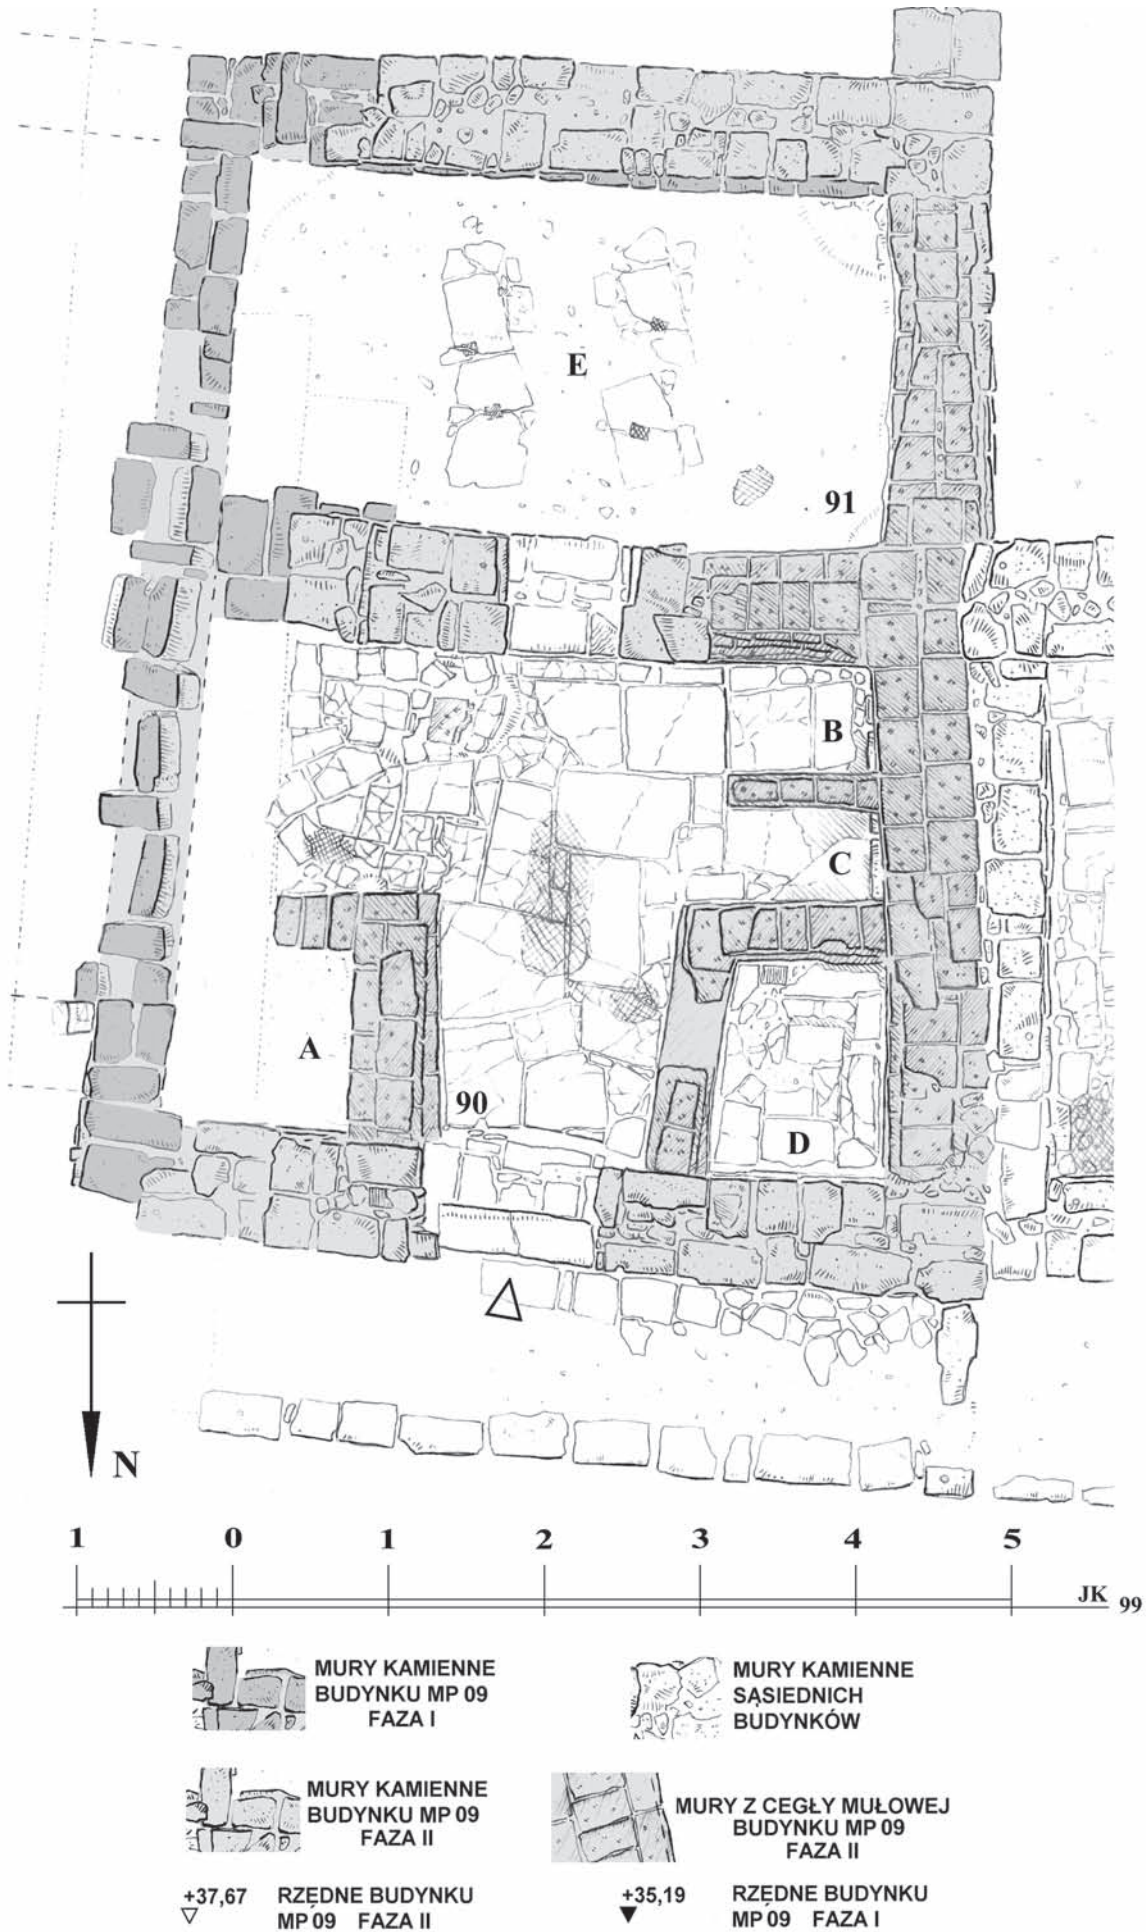 E
91
B
C
A
90
D
N
1 0 1 2 3 4 5
JK 99
MURY KAMIENNE
BUDYNKU MP 09
FAZA I
MURY KAMIENNE
SĄSIEDNICH
BUDYNKÓW
MURY KAMIENNE
BUDYNKU MP 09
FAZA II
MURY Z CEGŁY MUŁOWEJ
BUDYNKU MP 09
FAZA II
+37,67 RZĘDNE BUDYNKU
MP 09 FAZA II
+35,19 RZĘDNE BUDYNKU
MP 09 FAZA I